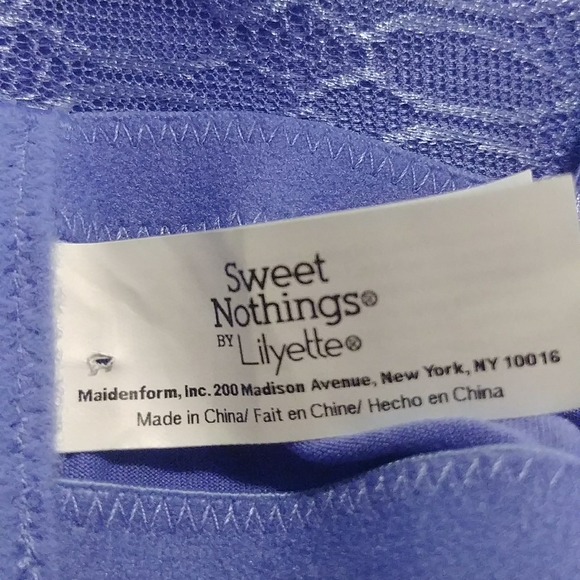 Sweet
Nothings®
BY Lilyette®
Maidenform, Inc. 200 Madison Avenue, New York, NY 10016
Made in China/ Fait en Chine/ Hecho en China